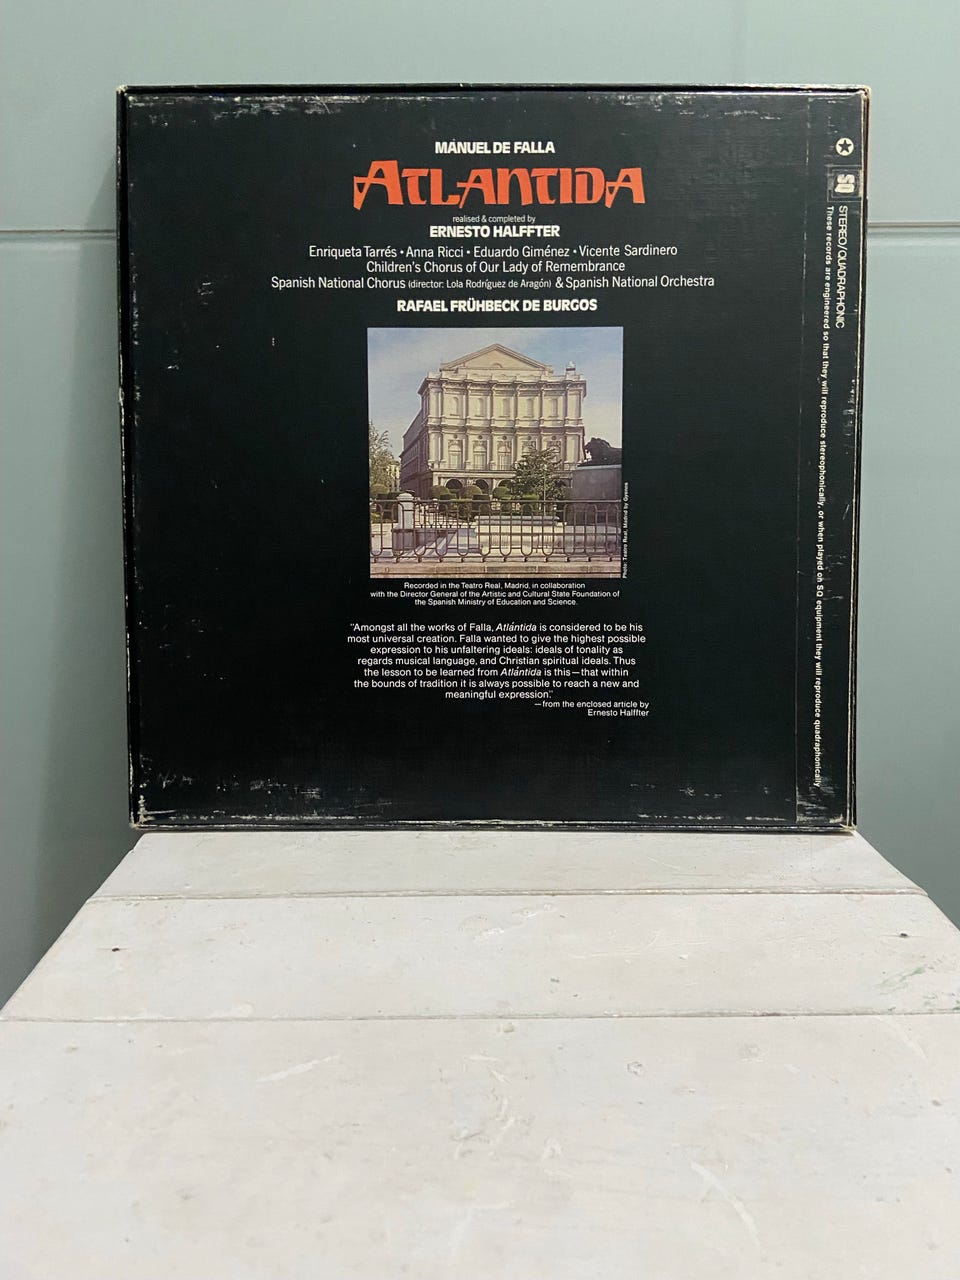 MANUEL DE FALLA
ATLANTIDA
realised & completed by
ERNESTO HALFFTER
Enriqueta Tarrés • Anna Ricci • Eduardo Giménez • Vicente Sardinero
Children's Chorus of Our Lady of Remembrance
Spanish National Chorus (director: Lola Rodríguez de Aragón) & Spanish National Orchestra
RAFAEL FRÜHBECK DE BURGOS
Photo: Teatro Real, Madrid by Gyenes
Recorded in the Teatro Real, Madrid, in collaboration
with the Director General of the Artistic and Cultural State Foundation of
the Spanish Ministry of Education and Science.
"Amongst all the works of Falla, Atlántida is considered to be his
most universal creation. Falla wanted to give the highest possible
expression to his unfaltering ideals: ideals of tonality as
regards musical language, and Christian spiritual ideals. Thus
the lesson to be learned from Atlántida is this—that within
the bounds of tradition it is always possible to reach a new and
meaningful expression."
—from the enclosed article by
Ernesto Halffter
SQ
STEREO/QUADRAPHONIC
These records are engineered so that they will reproduce stereophonically, or when played on SQ equipment they will reproduce quadraphonically